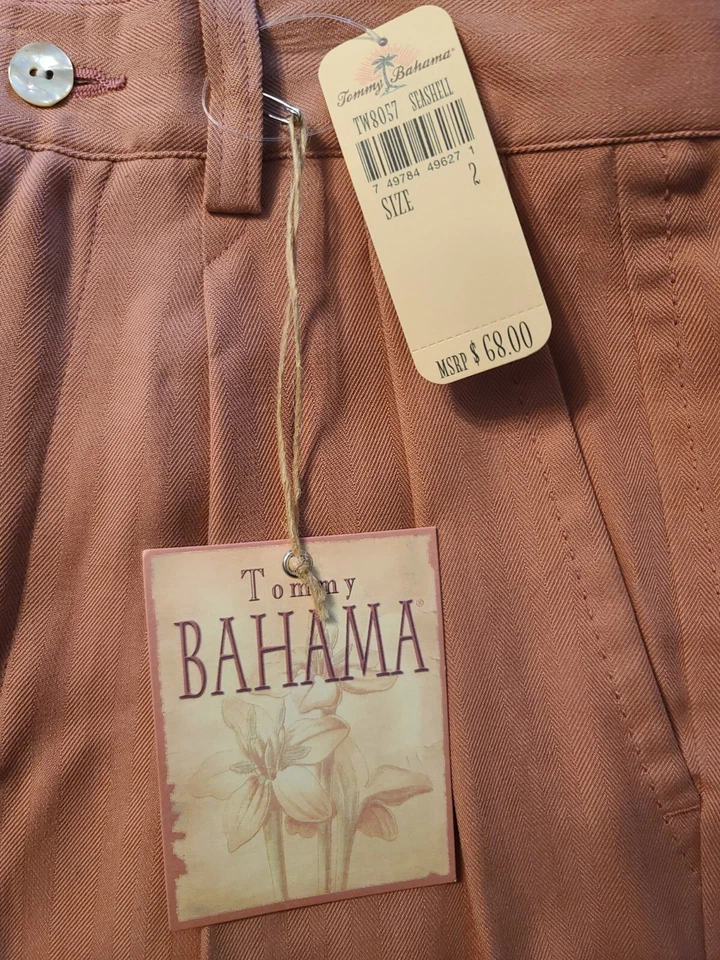 Tommy Bahama®
TW8057 SEASHELL
7 49784 49627 1
SIZE 2
MSRP $ 68.00
Tommy
BAHAMA®